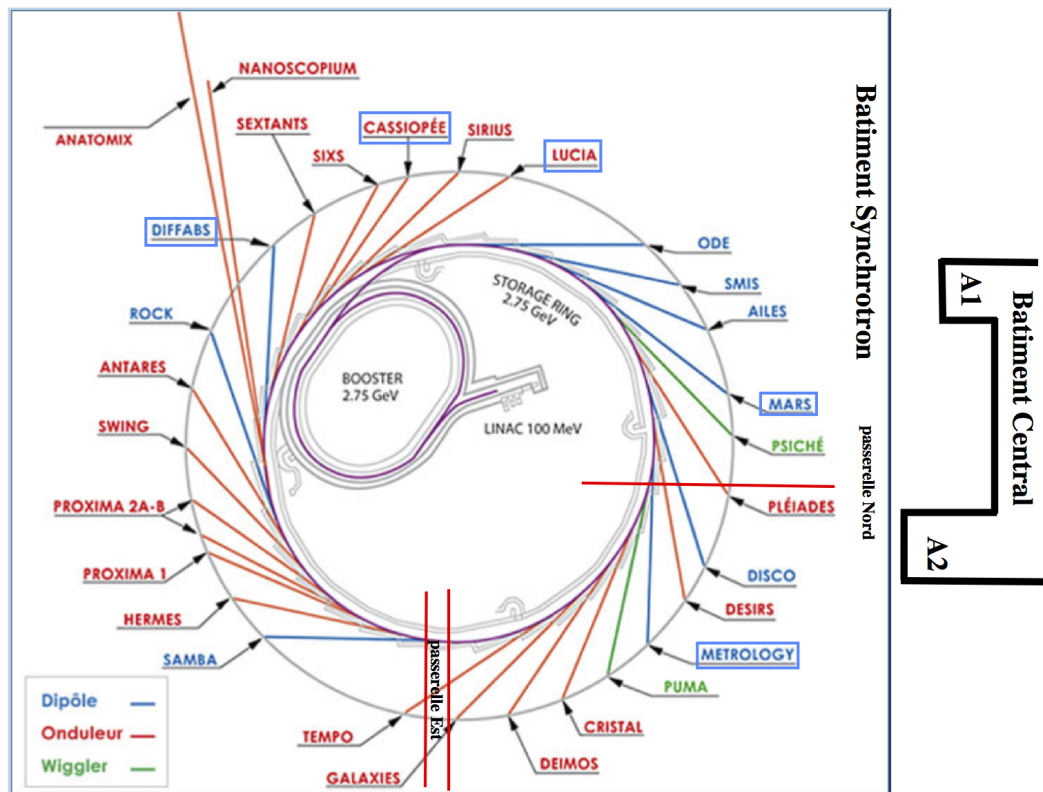 NANOSCOPIUM
ANATOMIX
SEXTANTS
CASSIOPÉE
SIRIUS
SIXS
LUCIA
DIFFABS
ODE
SMIS
ROCK
AILES
STORAGE RING
2.75 GeV
ANTARES
BOOSTER
2.75 GeV
MARS
SWING
LINAC 100 MeV
PSICHÉ
PROXIMA 2A-B
PLÉIADES
PROXIMA 1
DISCO
HERMES
DESIRS
SAMBA
METROLOGY
PUMA
TEMPO
CRISTAL
GALAXIES
DEIMOS
passerelle Est
passerelle Nord
Batiment Synchrotron
Batiment Central
A1
A2
Dipôle
Onduleur
Wiggler